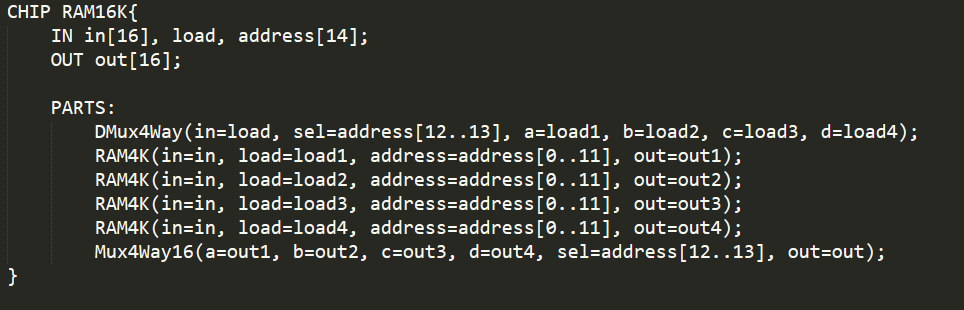 CHIP RAM16K{
    IN in[16], load, address[14];
    OUT out[16];

    PARTS:
        DMux4Way(in=load, sel=address[12..13], a=load1, b=load2, c=load3, d=load4);
        RAM4K(in=in, load=load1, address=address[0..11], out=out1);
        RAM4K(in=in, load=load2, address=address[0..11], out=out2);
        RAM4K(in=in, load=load3, address=address[0..11], out=out3);
        RAM4K(in=in, load=load4, address=address[0..11], out=out4);
        Mux4Way16(a=out1, b=out2, c=out3, d=out4, sel=address[12..13], out=out);
}